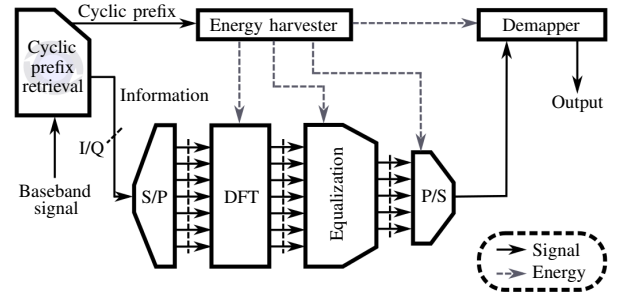 Cyclic prefix
Energy harvester
Demapper
Cyclic
prefix
retrieval
Information
I/Q
Output
Baseband
signal
S/P
DFT
Equalization
P/S
Signal
Energy